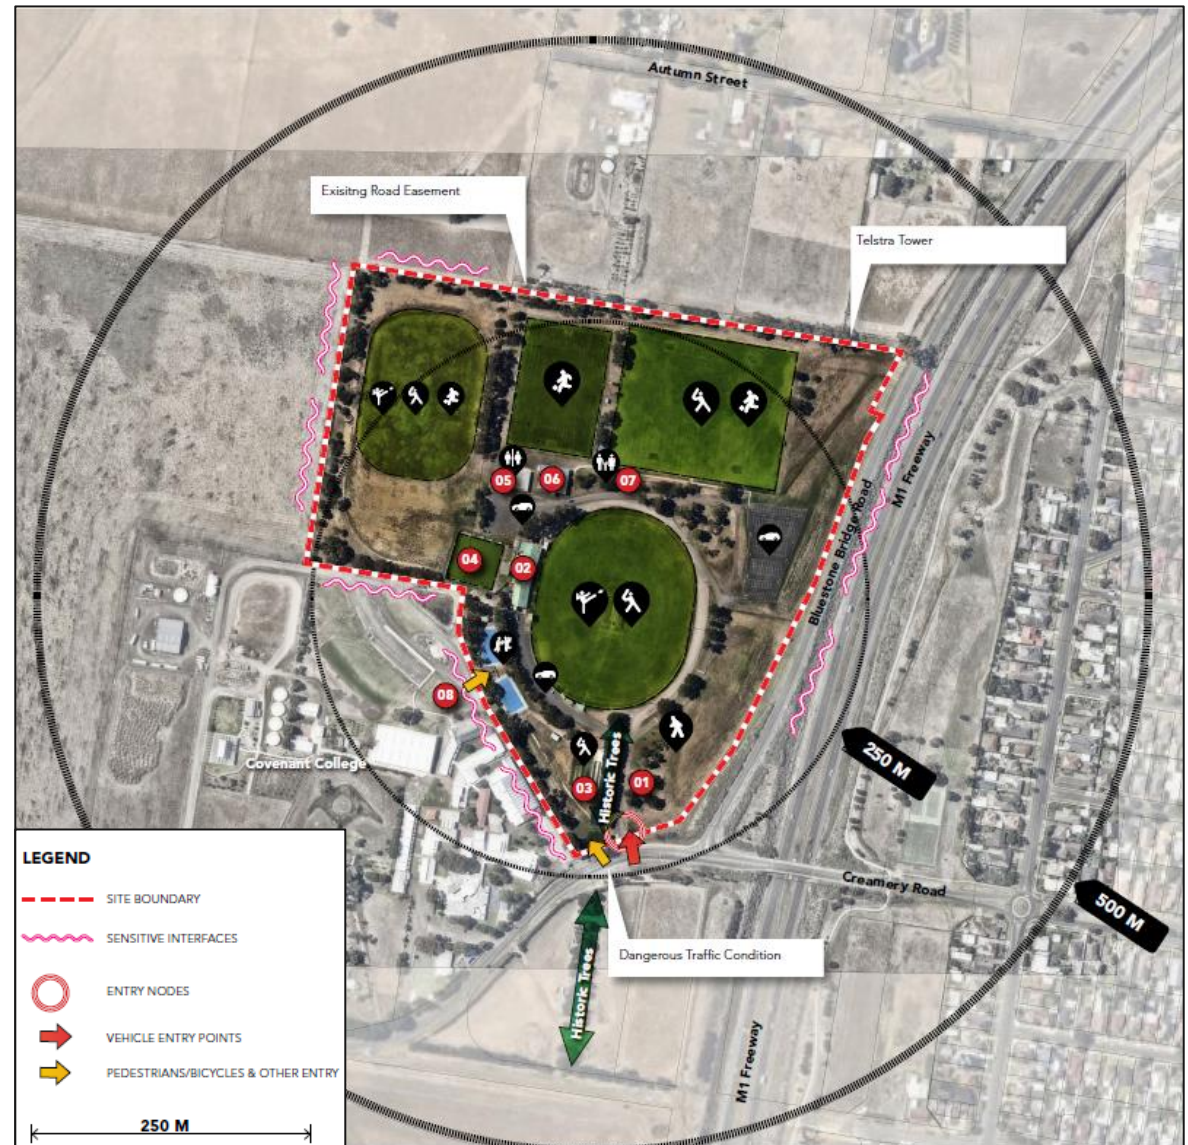 Autumn Street
Exisitng Road Easement
Telstra Tower
M1 Freeway
Bluestone Bridge Road
05
06
07
04
02
08
250 M
Historic Trees
Covenant College
03
01
Creamery Road
500 M
Dangerous Traffic Condition
Historic Trees
M1 Freeway
LEGEND
SITE BOUNDARY
SENSITIVE INTERFACES
ENTRY NODES
VEHICLE ENTRY POINTS
PEDESTRIANS/BICYCLES & OTHER ENTRY
250 M